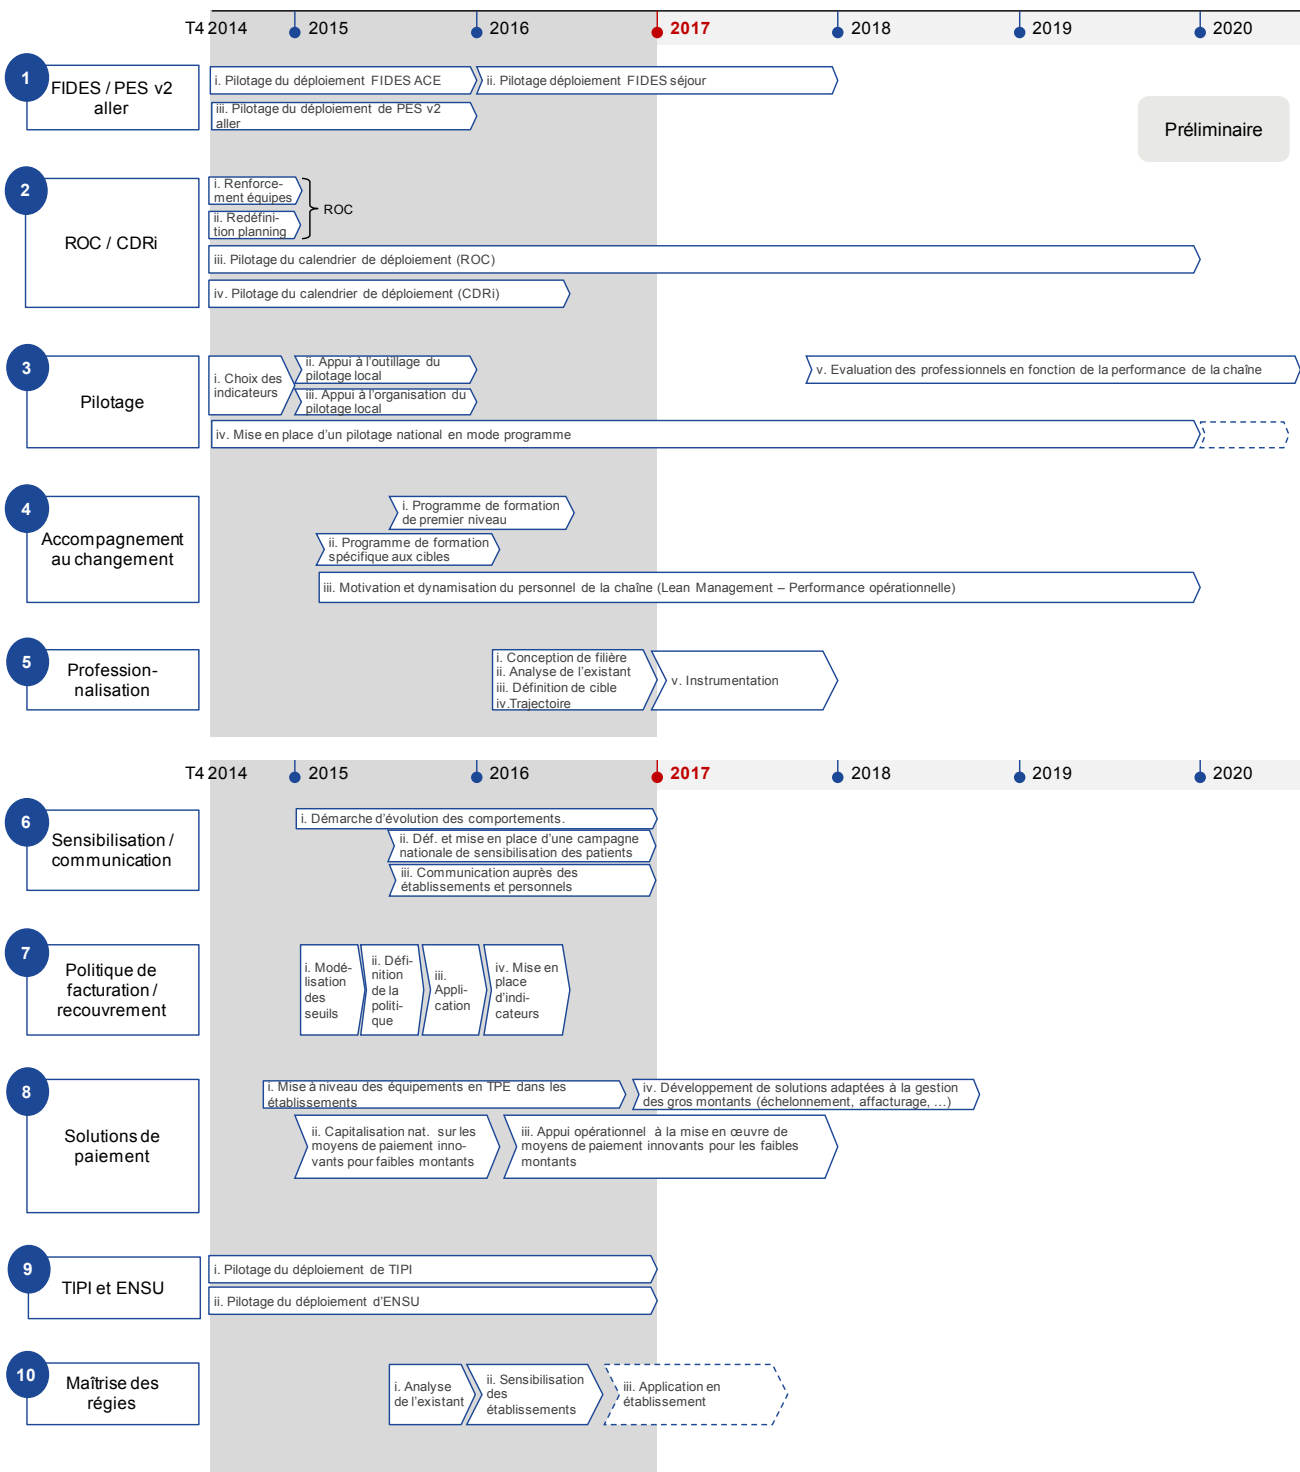 T4 2014
2015
2016
2017
2018
2019
2020
1
FIDES / PES v2
aller
i. Pilotage du déploiement FIDES ACE
ii. Pilotage déploiement FIDES séjour
iii. Pilotage du déploiement de PES v2
aller
Préliminaire
2
ROC / CDRi
i. Renforce-
ment équipes
ii. Redéfini-
tion planning
ROC
iii. Pilotage du calendrier de déploiement (ROC)
iv. Pilotage du calendrier de déploiement (CDRi)
3
Pilotage
i. Choix des
indicateurs
ii. Appui à l’outillage du
pilotage local
iii. Appui à l’organisation du
pilotage local
v. Evaluation des professionnels en fonction de la performance de la chaîne
iv. Mise en place d’un pilotage national en mode programme
4
Accompagnement
au changement
i. Programme de formation
de premier niveau
ii. Programme de formation
spécifique aux cibles
iii. Motivation et dynamisation du personnel de la chaîne (Lean Management – Performance opérationnelle)
5
Profession-
nalisation
i. Conception de filière
ii. Analyse de l’existant
iii. Définition de cible
iv.Trajectoire
v. Instrumentation
T4 2014
2015
2016
2017
2018
2019
2020
6
Sensibilisation /
communication
i. Démarche d’évolution des comportements.
ii. Déf. et mise en place d’une campagne
nationale de sensibilisation des patients
iii. Communication auprès des
établissements et personnels
7
Politique de
facturation /
recouvrement
i. Modé-
lisation
des
seuils
ii. Défi-
nition
de la
politi-
que
iii.
Appli-
cation
iv. Mise en
place
d’indi-
cateurs
8
Solutions de
paiement
i. Mise à niveau des équipements en TPE dans les
établissements
iv. Développement de solutions adaptées à la gestion
des gros montants (échelonnement, affacturage, …)
ii. Capitalisation nat. sur les
moyens de paiement inno-
vants pour faibles montants
iii. Appui opérationnel à la mise en œuvre de
moyens de paiement innovants pour les faibles
montants
9
TIPI et ENSU
i. Pilotage du déploiement de TIPI
ii. Pilotage du déploiement d’ENSU
10
Maîtrise des
régies
i. Analyse
de l’existant
ii. Sensibilisation
des
établissements
iii. Application en
établissement